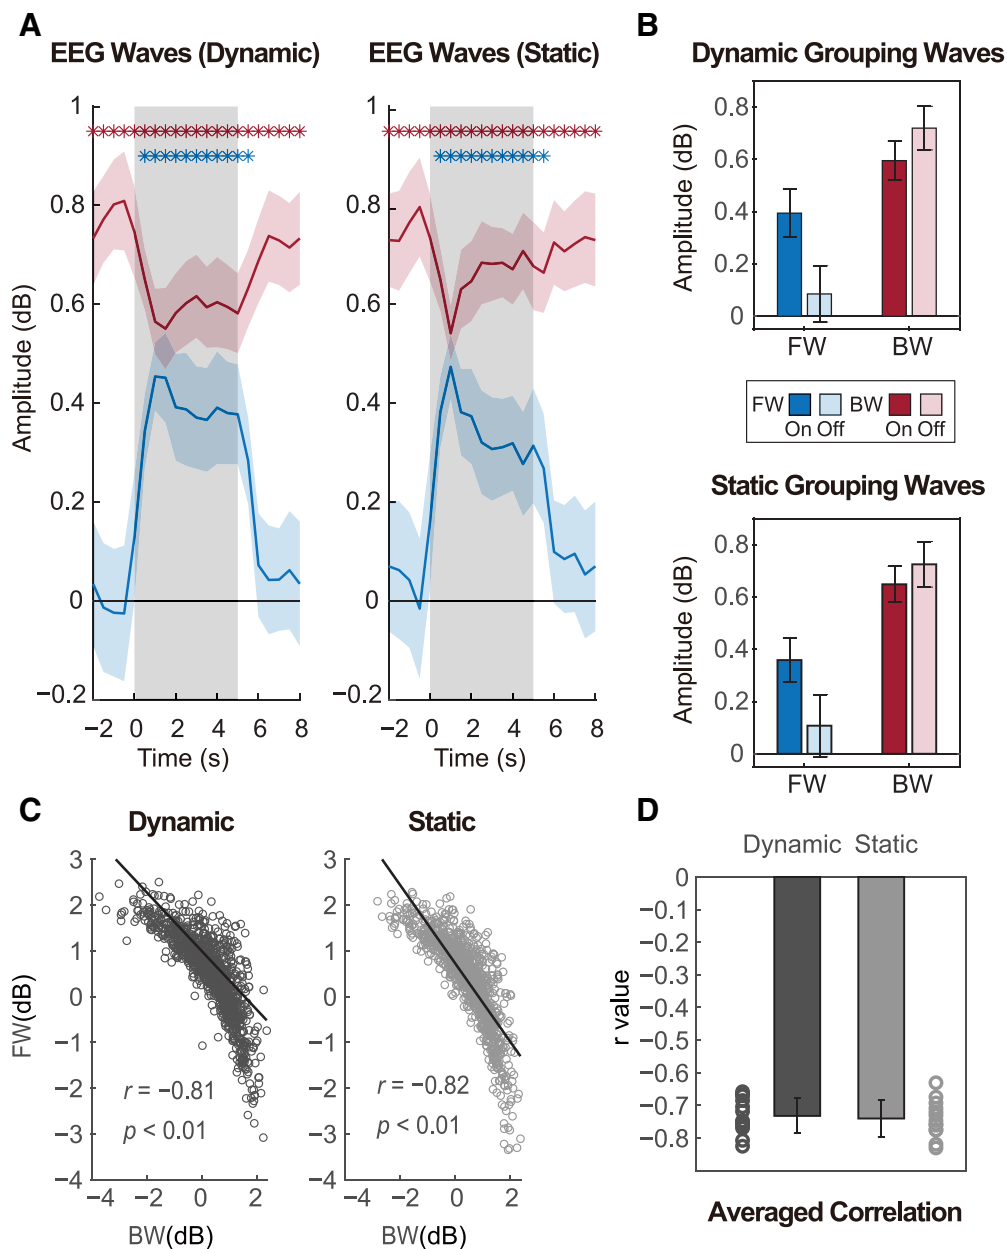 A
EEG Waves (Dynamic)
EEG Waves (Static)
1
0.8
0.6
0.4
0.2
0
−0.2
Amplitude (dB)
−2 0 2 4 6 8
Time (s)
1
0.8
0.6
0.4
0.2
0
−0.2
−2 0 2 4 6 8
Time (s)
B
Dynamic Grouping Waves
0.8
0.6
0.4
0.2
0
Amplitude (dB)
FW BW
FW BW
On Off On Off
Static Grouping Waves
0.8
0.6
0.4
0.2
0
Amplitude (dB)
FW BW
C
Dynamic
3
2
1
0
−1
−2
−3
−4
FW(dB)
r = −0.81
p < 0.01
−4 −2 0 2
BW(dB)
Static
3
2
1
0
−1
−2
−3
−4
r = −0.82
p < 0.01
−4 −2 0 2
BW(dB)
D
Dynamic Static
0
−0.1
−0.2
−0.3
−0.4
−0.5
−0.6
−0.7
−0.8
r value
Averaged Correlation